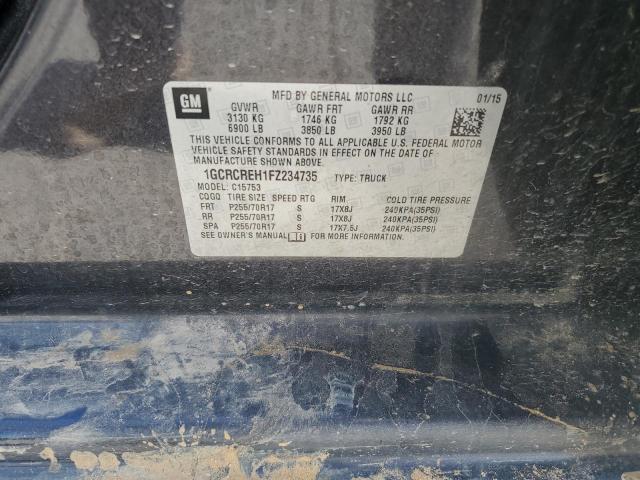 GM
MFD BY GENERAL MOTORS LLC 01/15
GVWR GAWR FRT GAWR RR
3130 KG 1746 KG 1792 KG
6900 LB 3850 LB 3950 LB
THIS VEHICLE CONFORMS TO ALL APPLICABLE U.S. FEDERAL MOTOR
VEHICLE SAFETY STANDARDS IN EFFECT ON THE DATE OF
MANUFACTURE SHOWN ABOVE.
1GCRCREH1FZ234735 TYPE: TRUCK
MODEL: C15753
CGGQ TIRE SIZE SPEED RTG RIM COLD TIRE PRESSURE
FRT P255/70R17 S 17X8J 240KPA(35PSI)
RR P255/70R17 S 17X8J 240KPA(35PSI)
SPA P255/70R17 S 17X7.5J 240KPA(35PSI)
SEE OWNER'S MANUAL FOR MORE INFORMATION.